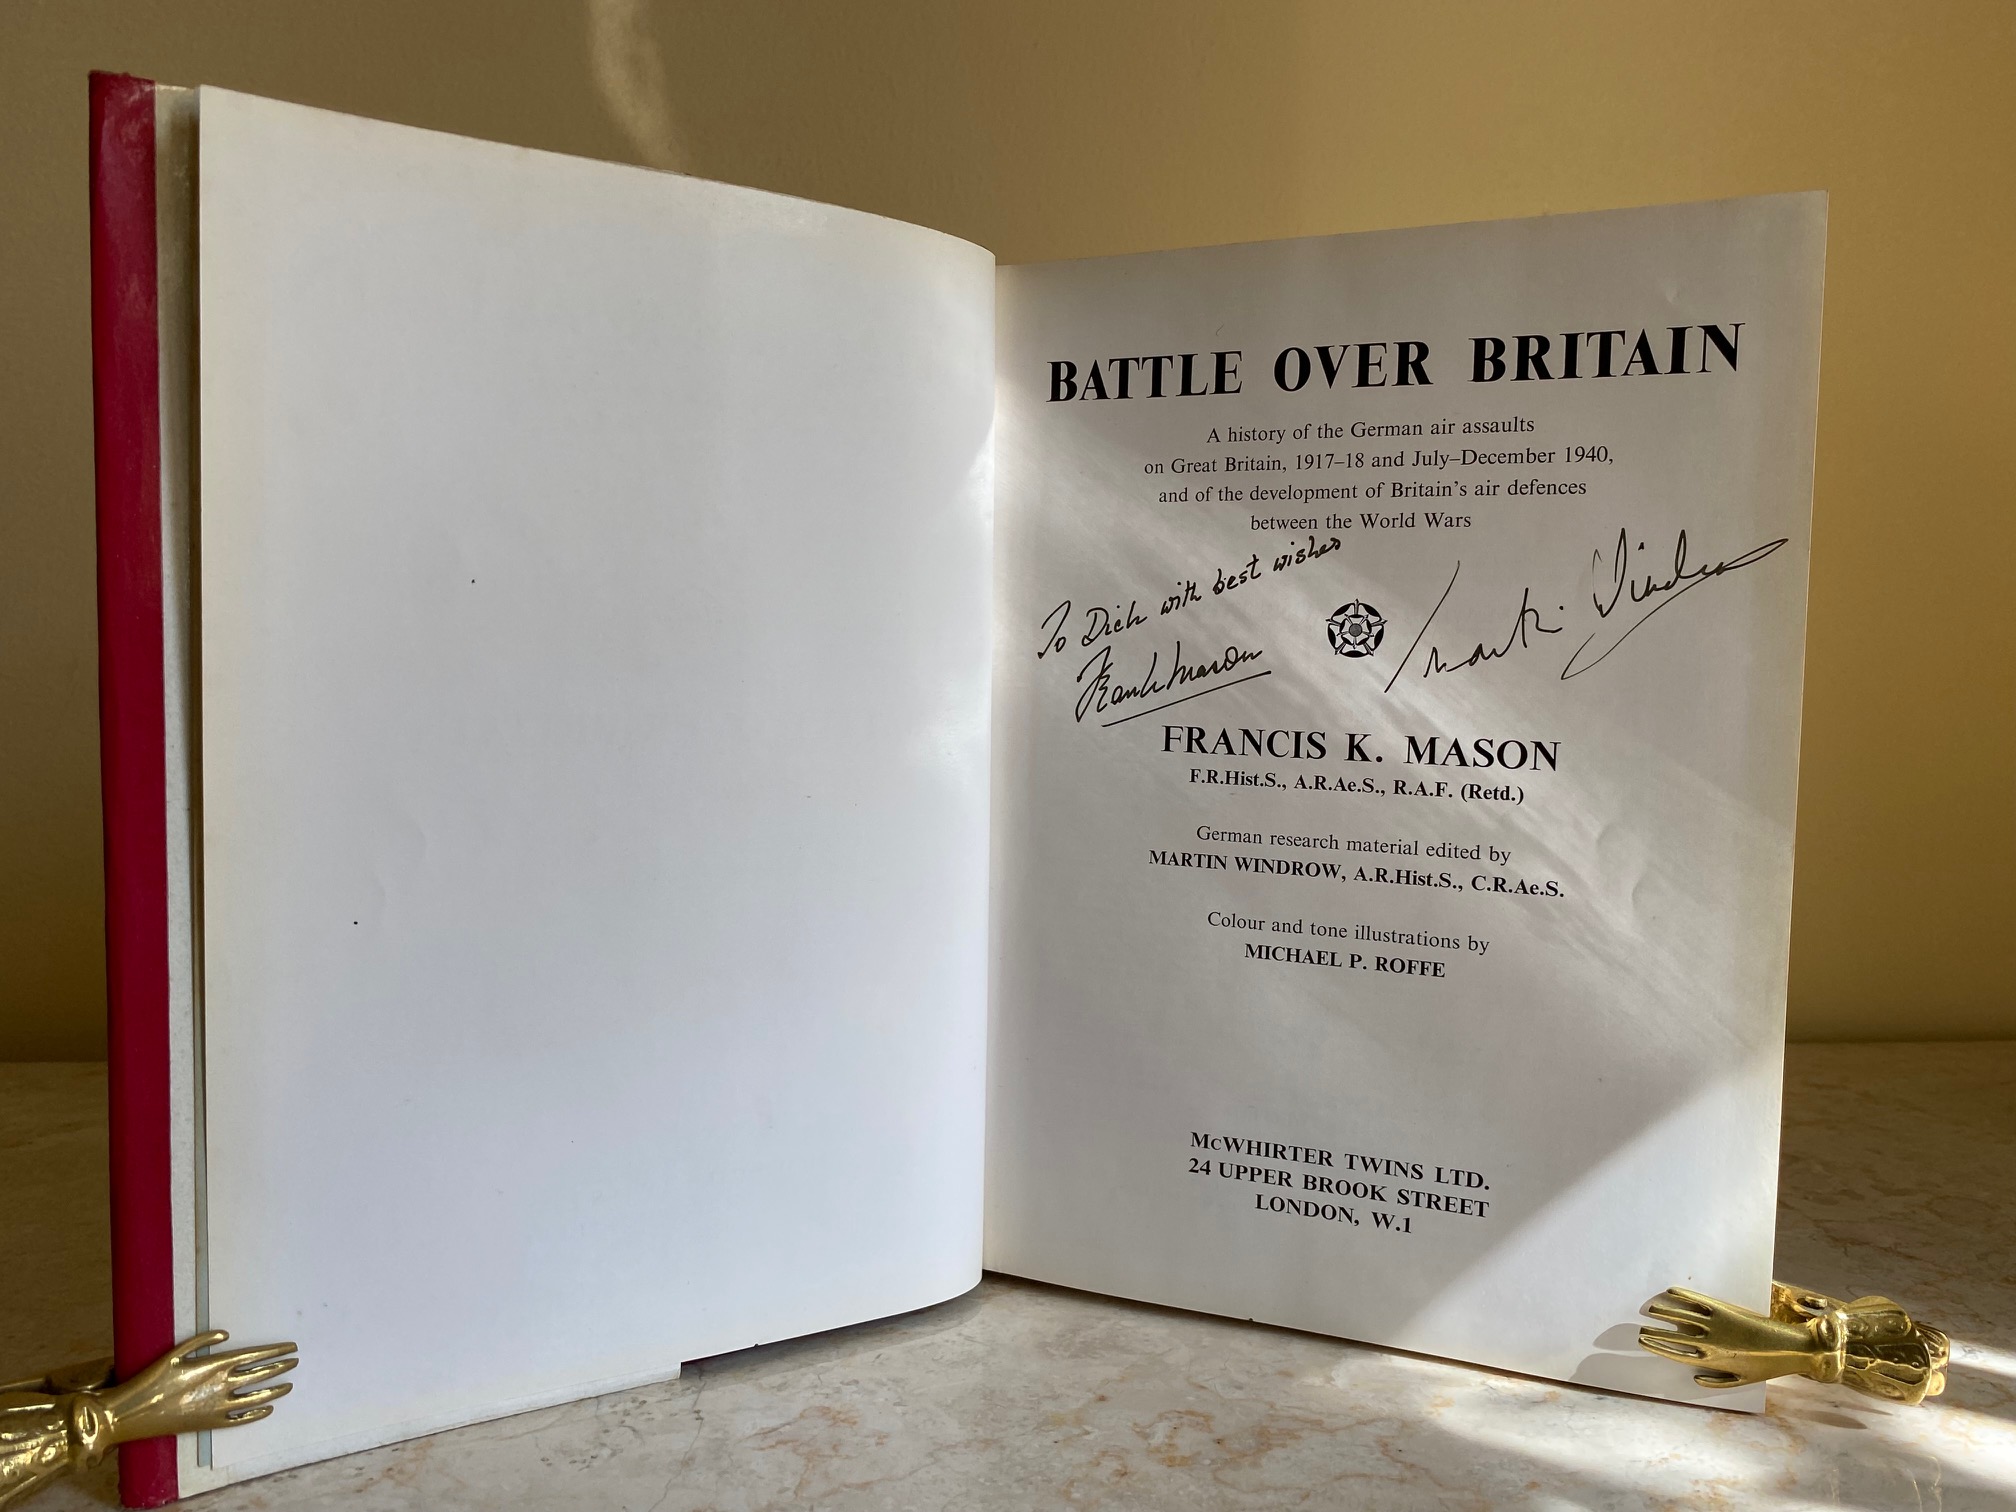 BATTLE OVER BRITAIN
A history of the German air assaults
on Great Britain, 1917–18 and July–December 1940,
and of the development of Britain's air defences
between the World Wars
To Dick with best wishes
Frank Mason
Martin Windrow
FRANCIS K. MASON
F.R.Hist.S., A.R.Ae.S., R.A.F. (Retd.)
German research material edited by
MARTIN WINDROW, A.R.Hist.S., C.R.Ae.S.
Colour and tone illustrations by
MICHAEL P. ROFFE
McWHIRTER TWINS LTD.
24 UPPER BROOK STREET
LONDON, W.1